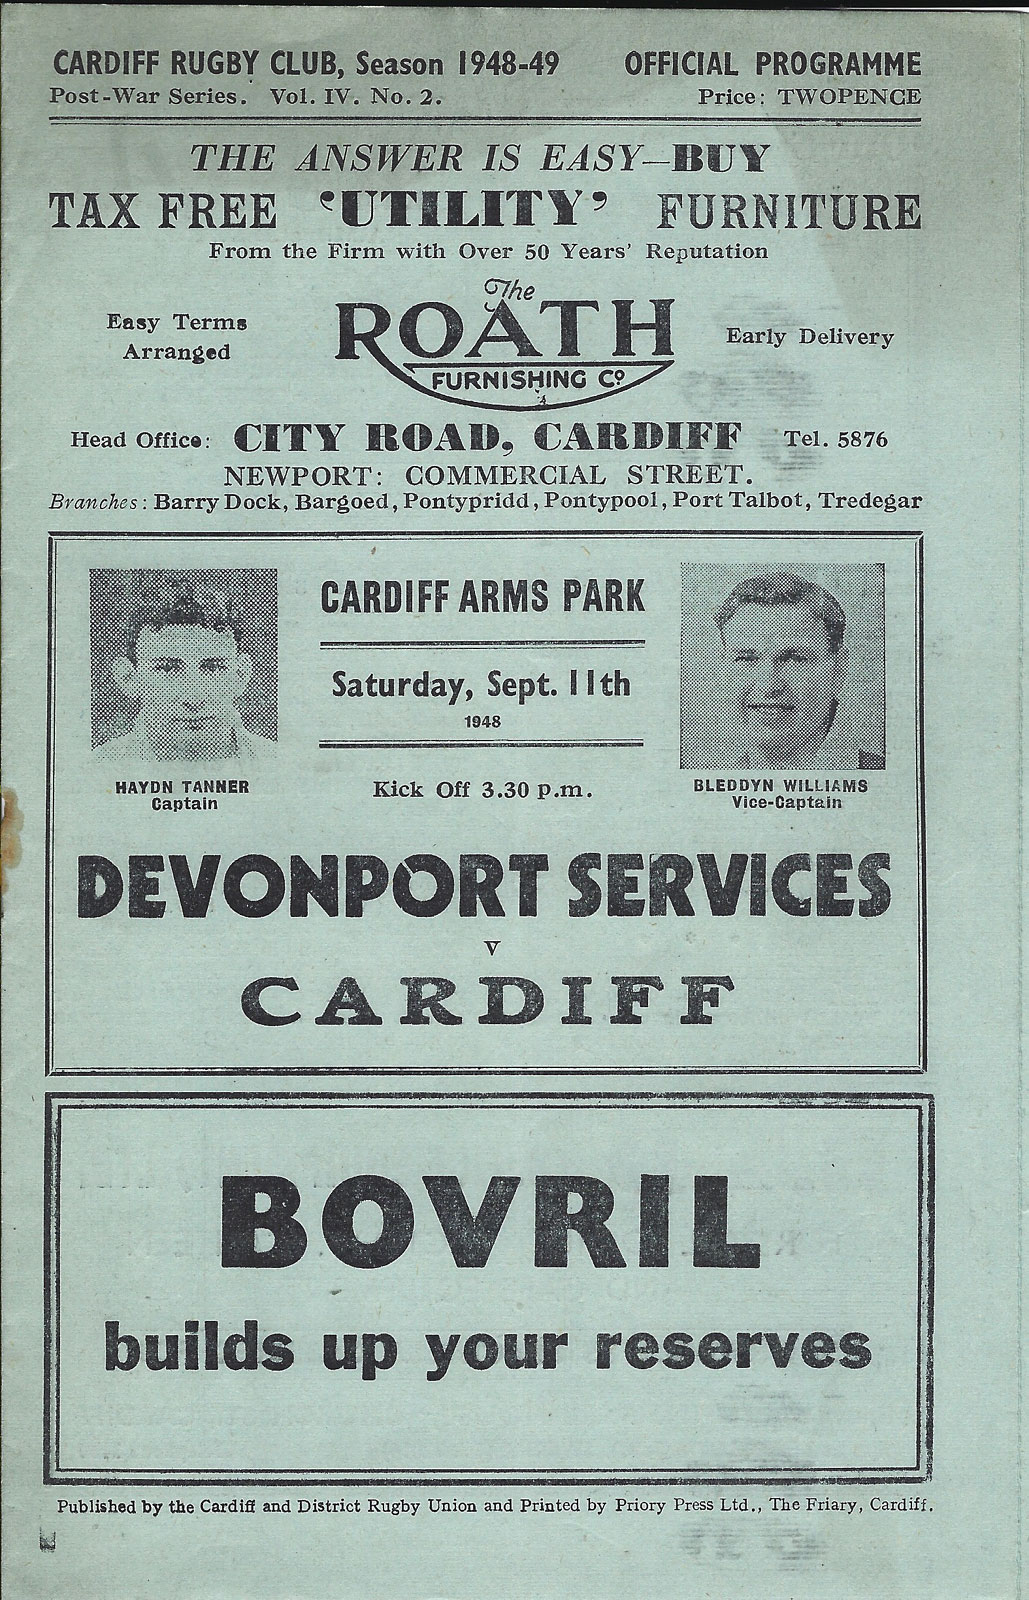 CARDIFF RUGBY CLUB, Season 1948-49 OFFICIAL PROGRAMME
Post-War Series. Vol. IV. No. 2. Price: TWOPENCE
THE ANSWER IS EASY—BUY
TAX FREE 'UTILITY' FURNITURE
From the Firm with Over 50 Years' Reputation
Easy Terms Arranged
The
ROATH
FURNISHING Co.
Early Delivery
Head Office: CITY ROAD, CARDIFF Tel. 5876
NEWPORT: COMMERCIAL STREET.
Branches: Barry Dock, Bargoed, Pontypridd, Pontypool, Port Talbot, Tredegar
CARDIFF ARMS PARK
Saturday, Sept. 11th
1948
Kick Off 3.30 p.m.
HAYDN TANNER
Captain
BLEDDYN WILLIAMS
Vice-Captain
DEVONPORT SERVICES
v
CARDIFF
BOVRIL
builds up your reserves
Published by the Cardiff and District Rugby Union and Printed by Priory Press Ltd., The Friary, Cardiff.